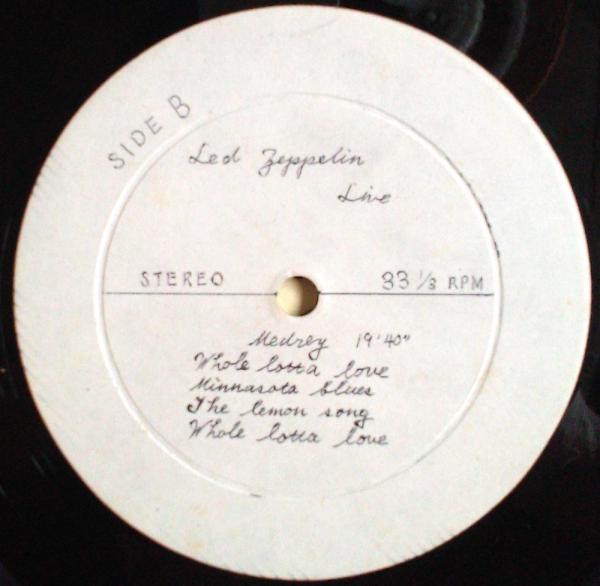 SIDE B
Led Zeppelin
Live
STEREO 33 1/3 RPM
Medrey 19'40"
Whole lotta love
Minnasota blues
The lemon song
Whole lotta love